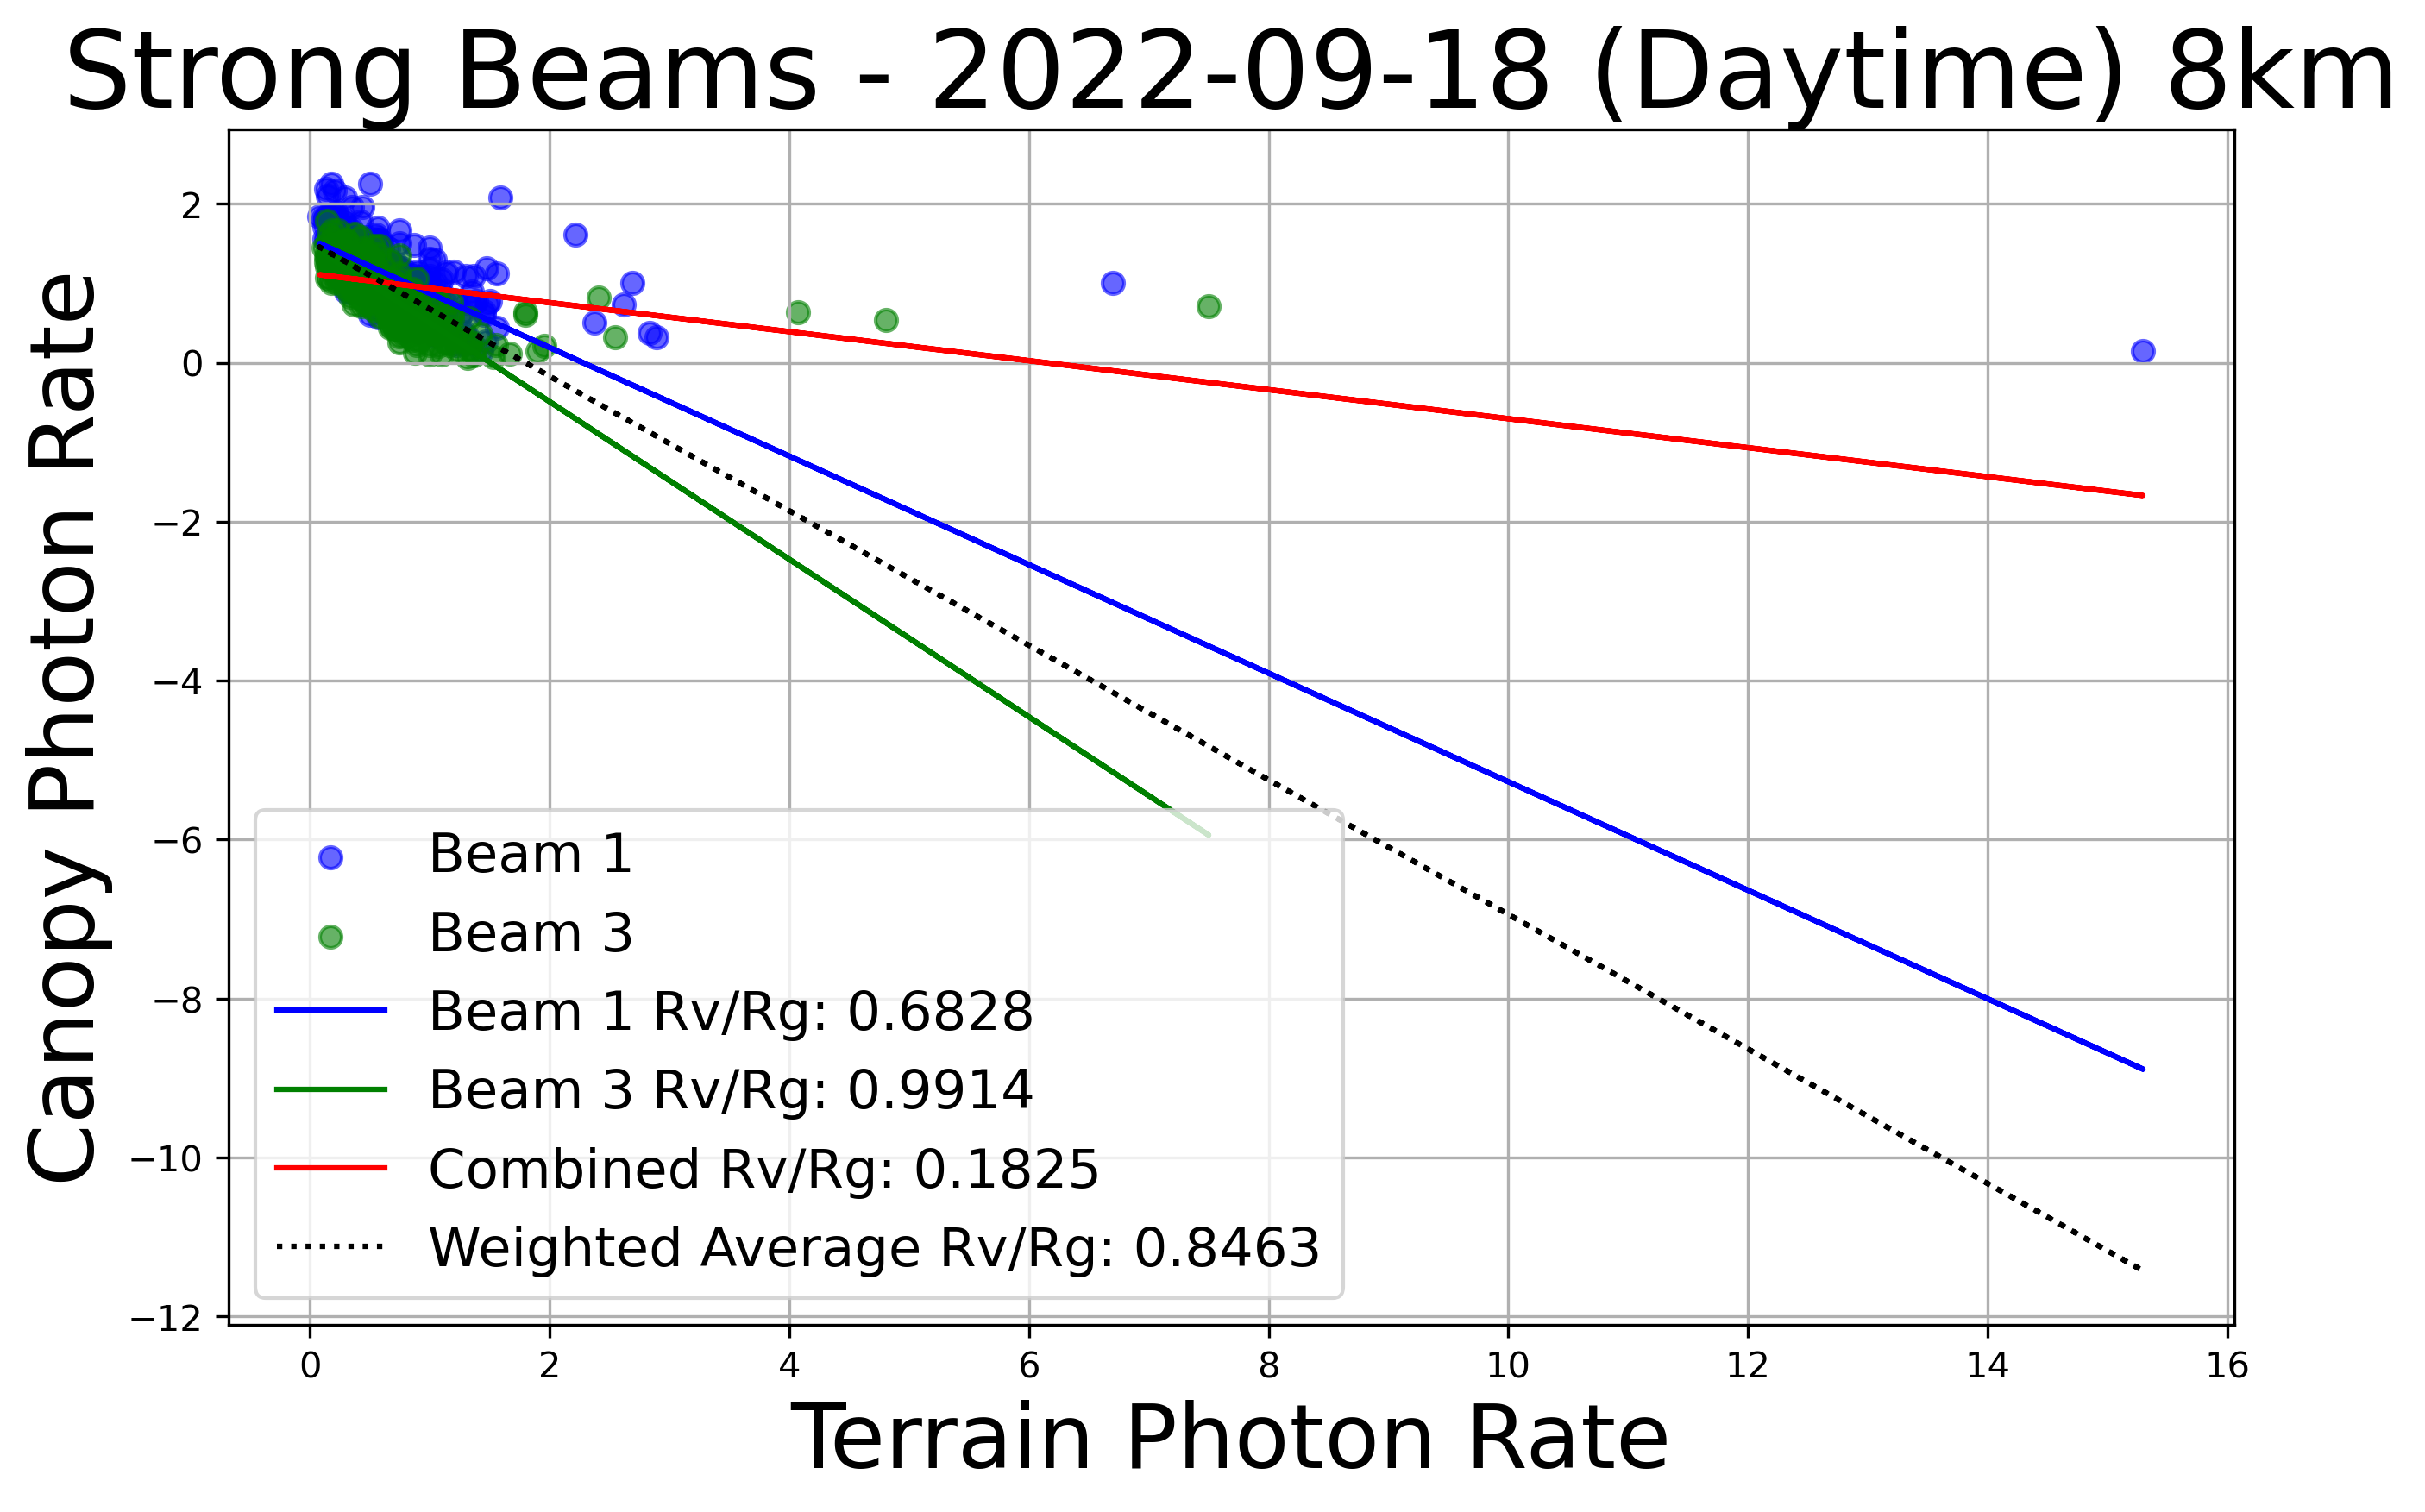 Strong Beams - 2022-09-18 (Daytime) 8km
Canopy Photon Rate
2
0
−2
−4
−6
−8
−10
−12
Beam 1
Beam 3
Beam 1 Rv/Rg: 0.6828
Beam 3 Rv/Rg: 0.9914
Combined Rv/Rg: 0.1825
Weighted Average Rv/Rg: 0.8463
0 2 4 6 8 10 12 14 16
Terrain Photon Rate